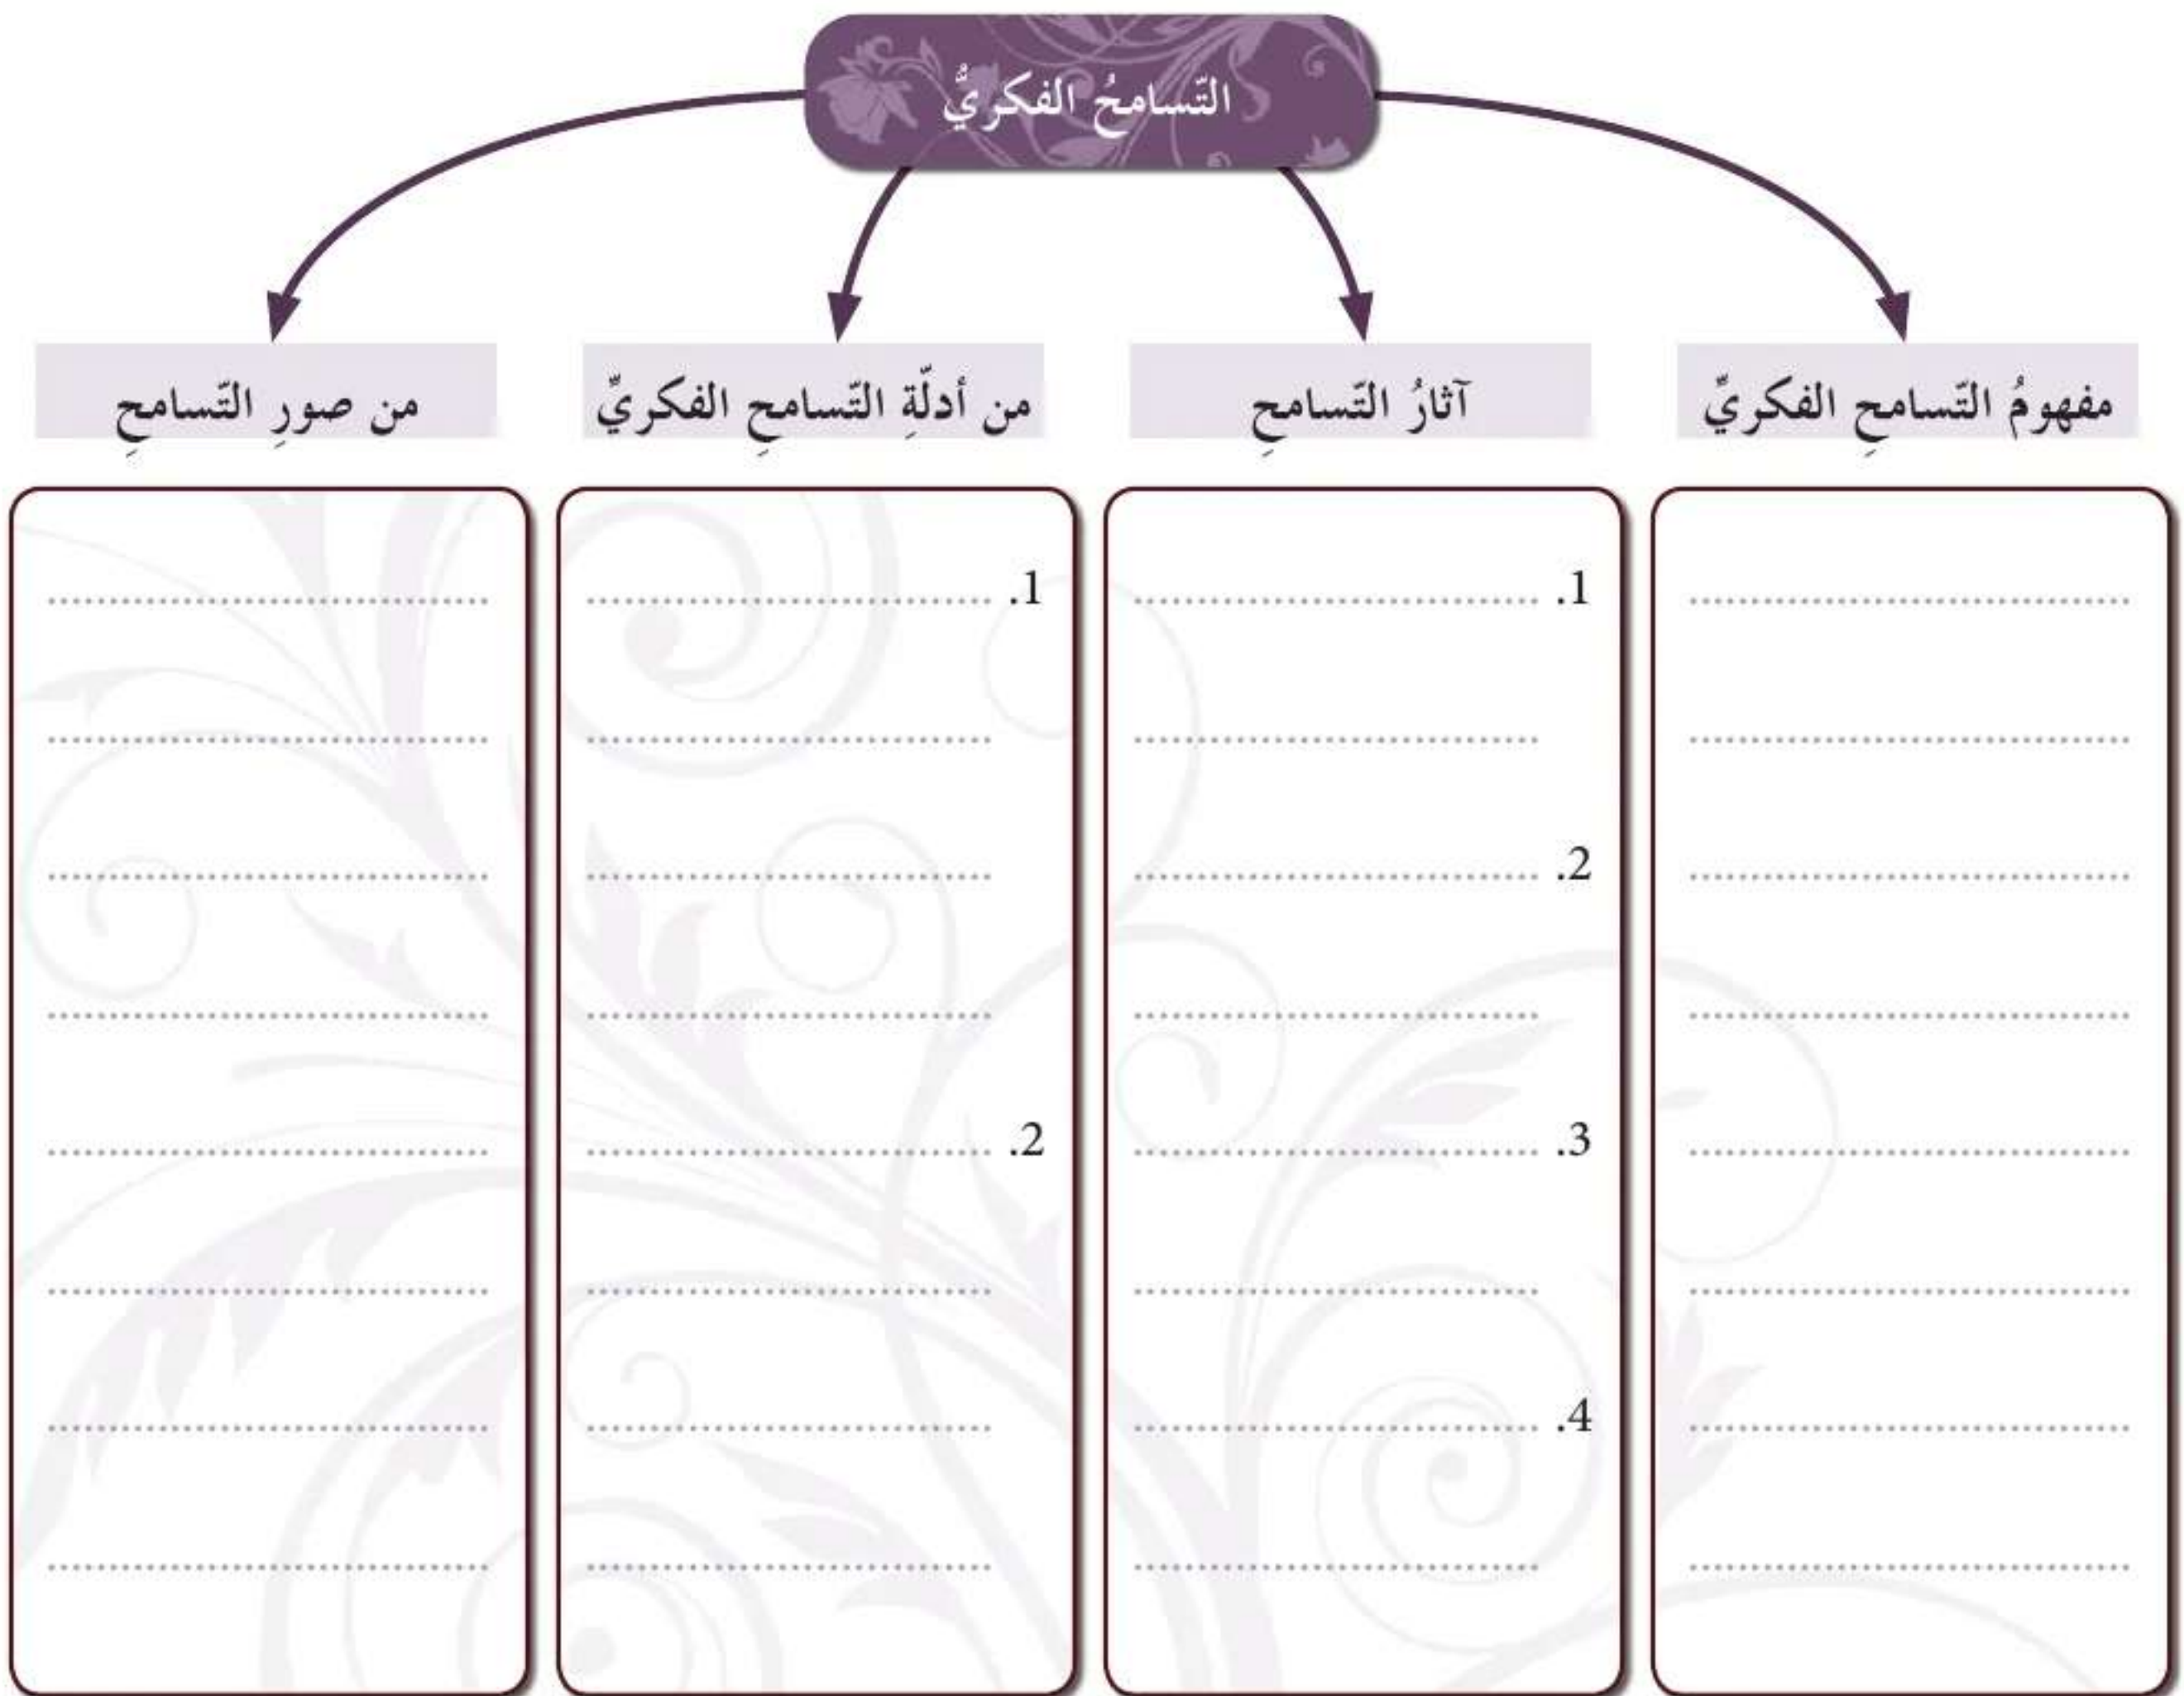 التّسامحُ الفكريُّ
مفهومُ التّسامحِ الفكريِّ
آثارُ التّسامحِ
من أدلّةِ التّسامحِ الفكريِّ
من صورِ التّسامحِ
.1
.2
.3
.4
.1
.2